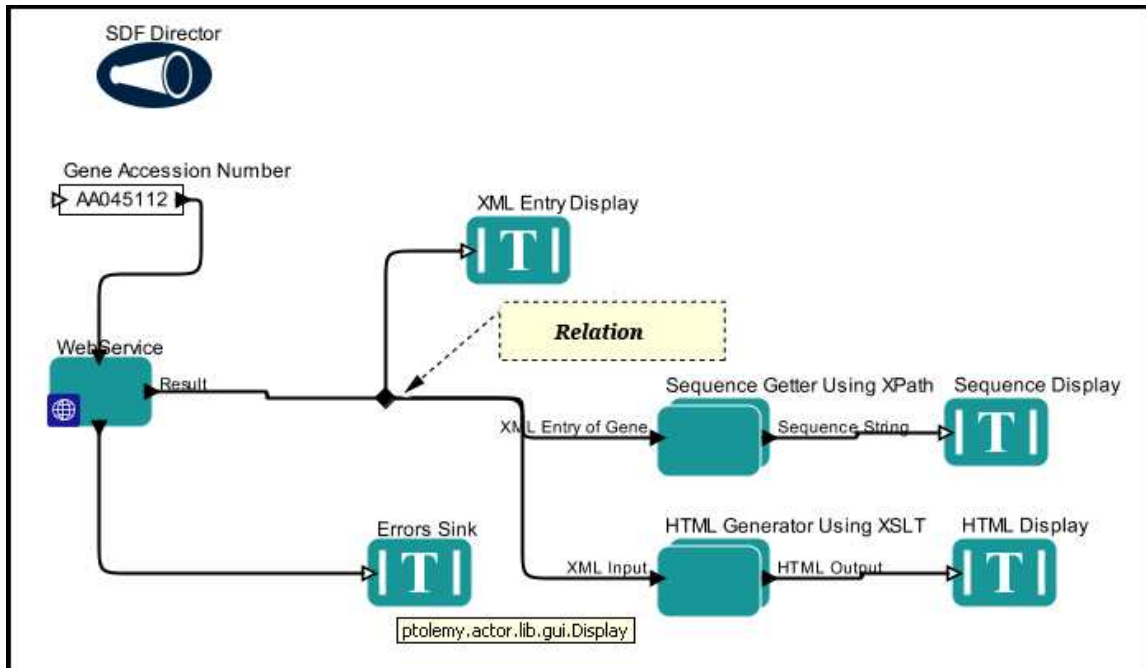 SDF Director
Gene Accession Number
AA045112
XML Entry Display
T
Relation
WebService
Result
Sequence Getter Using XPath
Sequence Display
XML Entry of Gene
Sequence String
T
Errors Sink
T
HTML Generator Using XSLT
HTML Display
XML Input
HTML Output
T
ptolemy.actor.lib.gui.Display